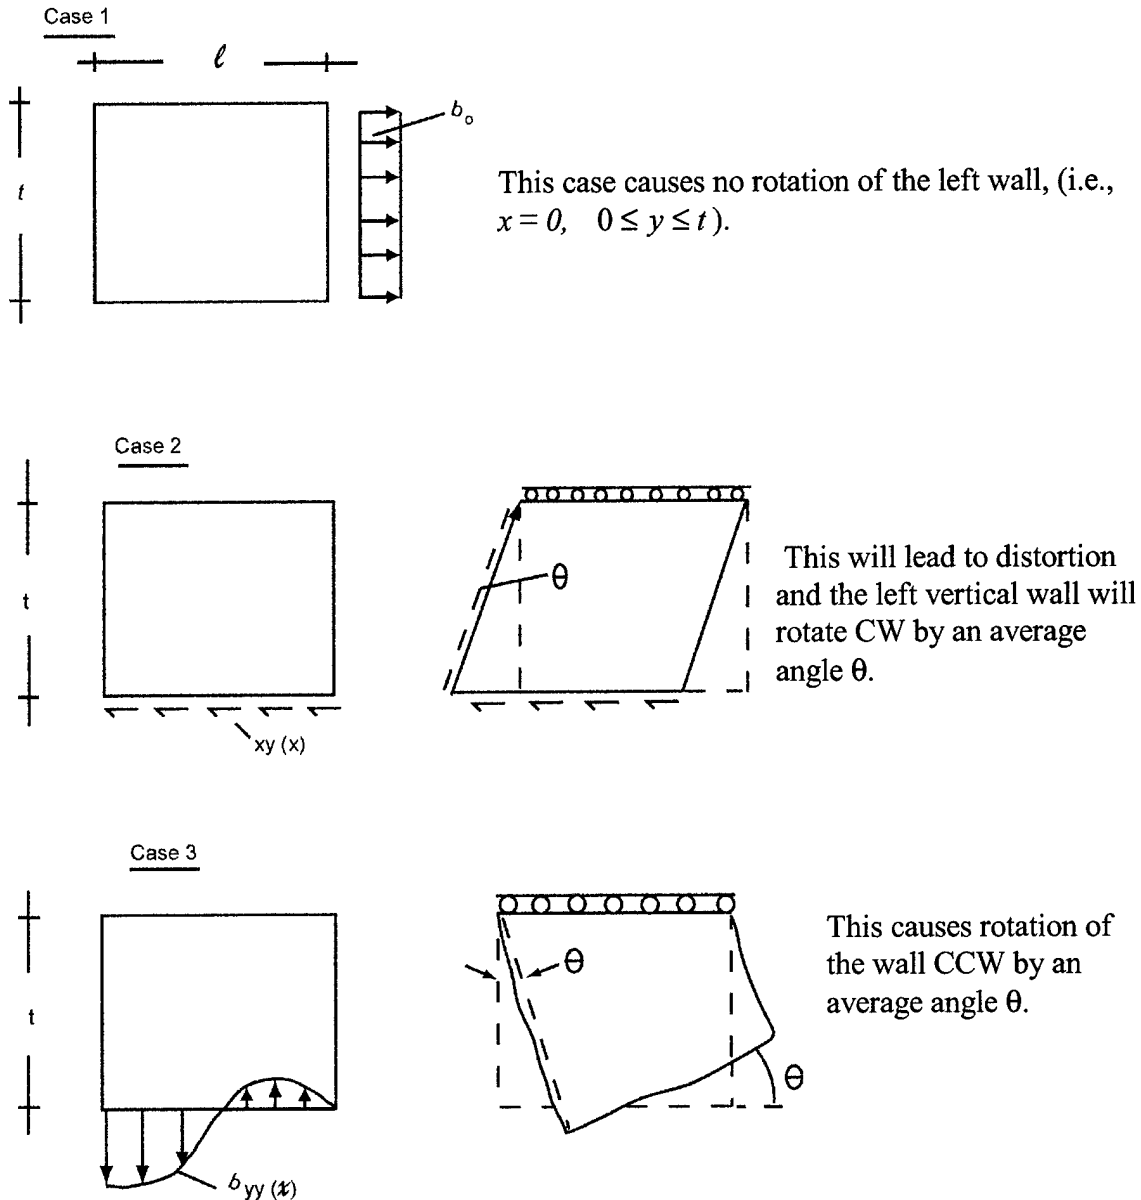 Case 1
ℓ
b₀
t
This case causes no rotation of the left wall, (i.e.,
x = 0, 0 ≤ y ≤ t ).
Case 2
t
θ
This will lead to distortion
and the left vertical wall will
rotate CW by an average
angle θ.
xy (x)
Case 3
t
θ
θ
This causes rotation of
the wall CCW by an
average angle θ.
b yy (x)